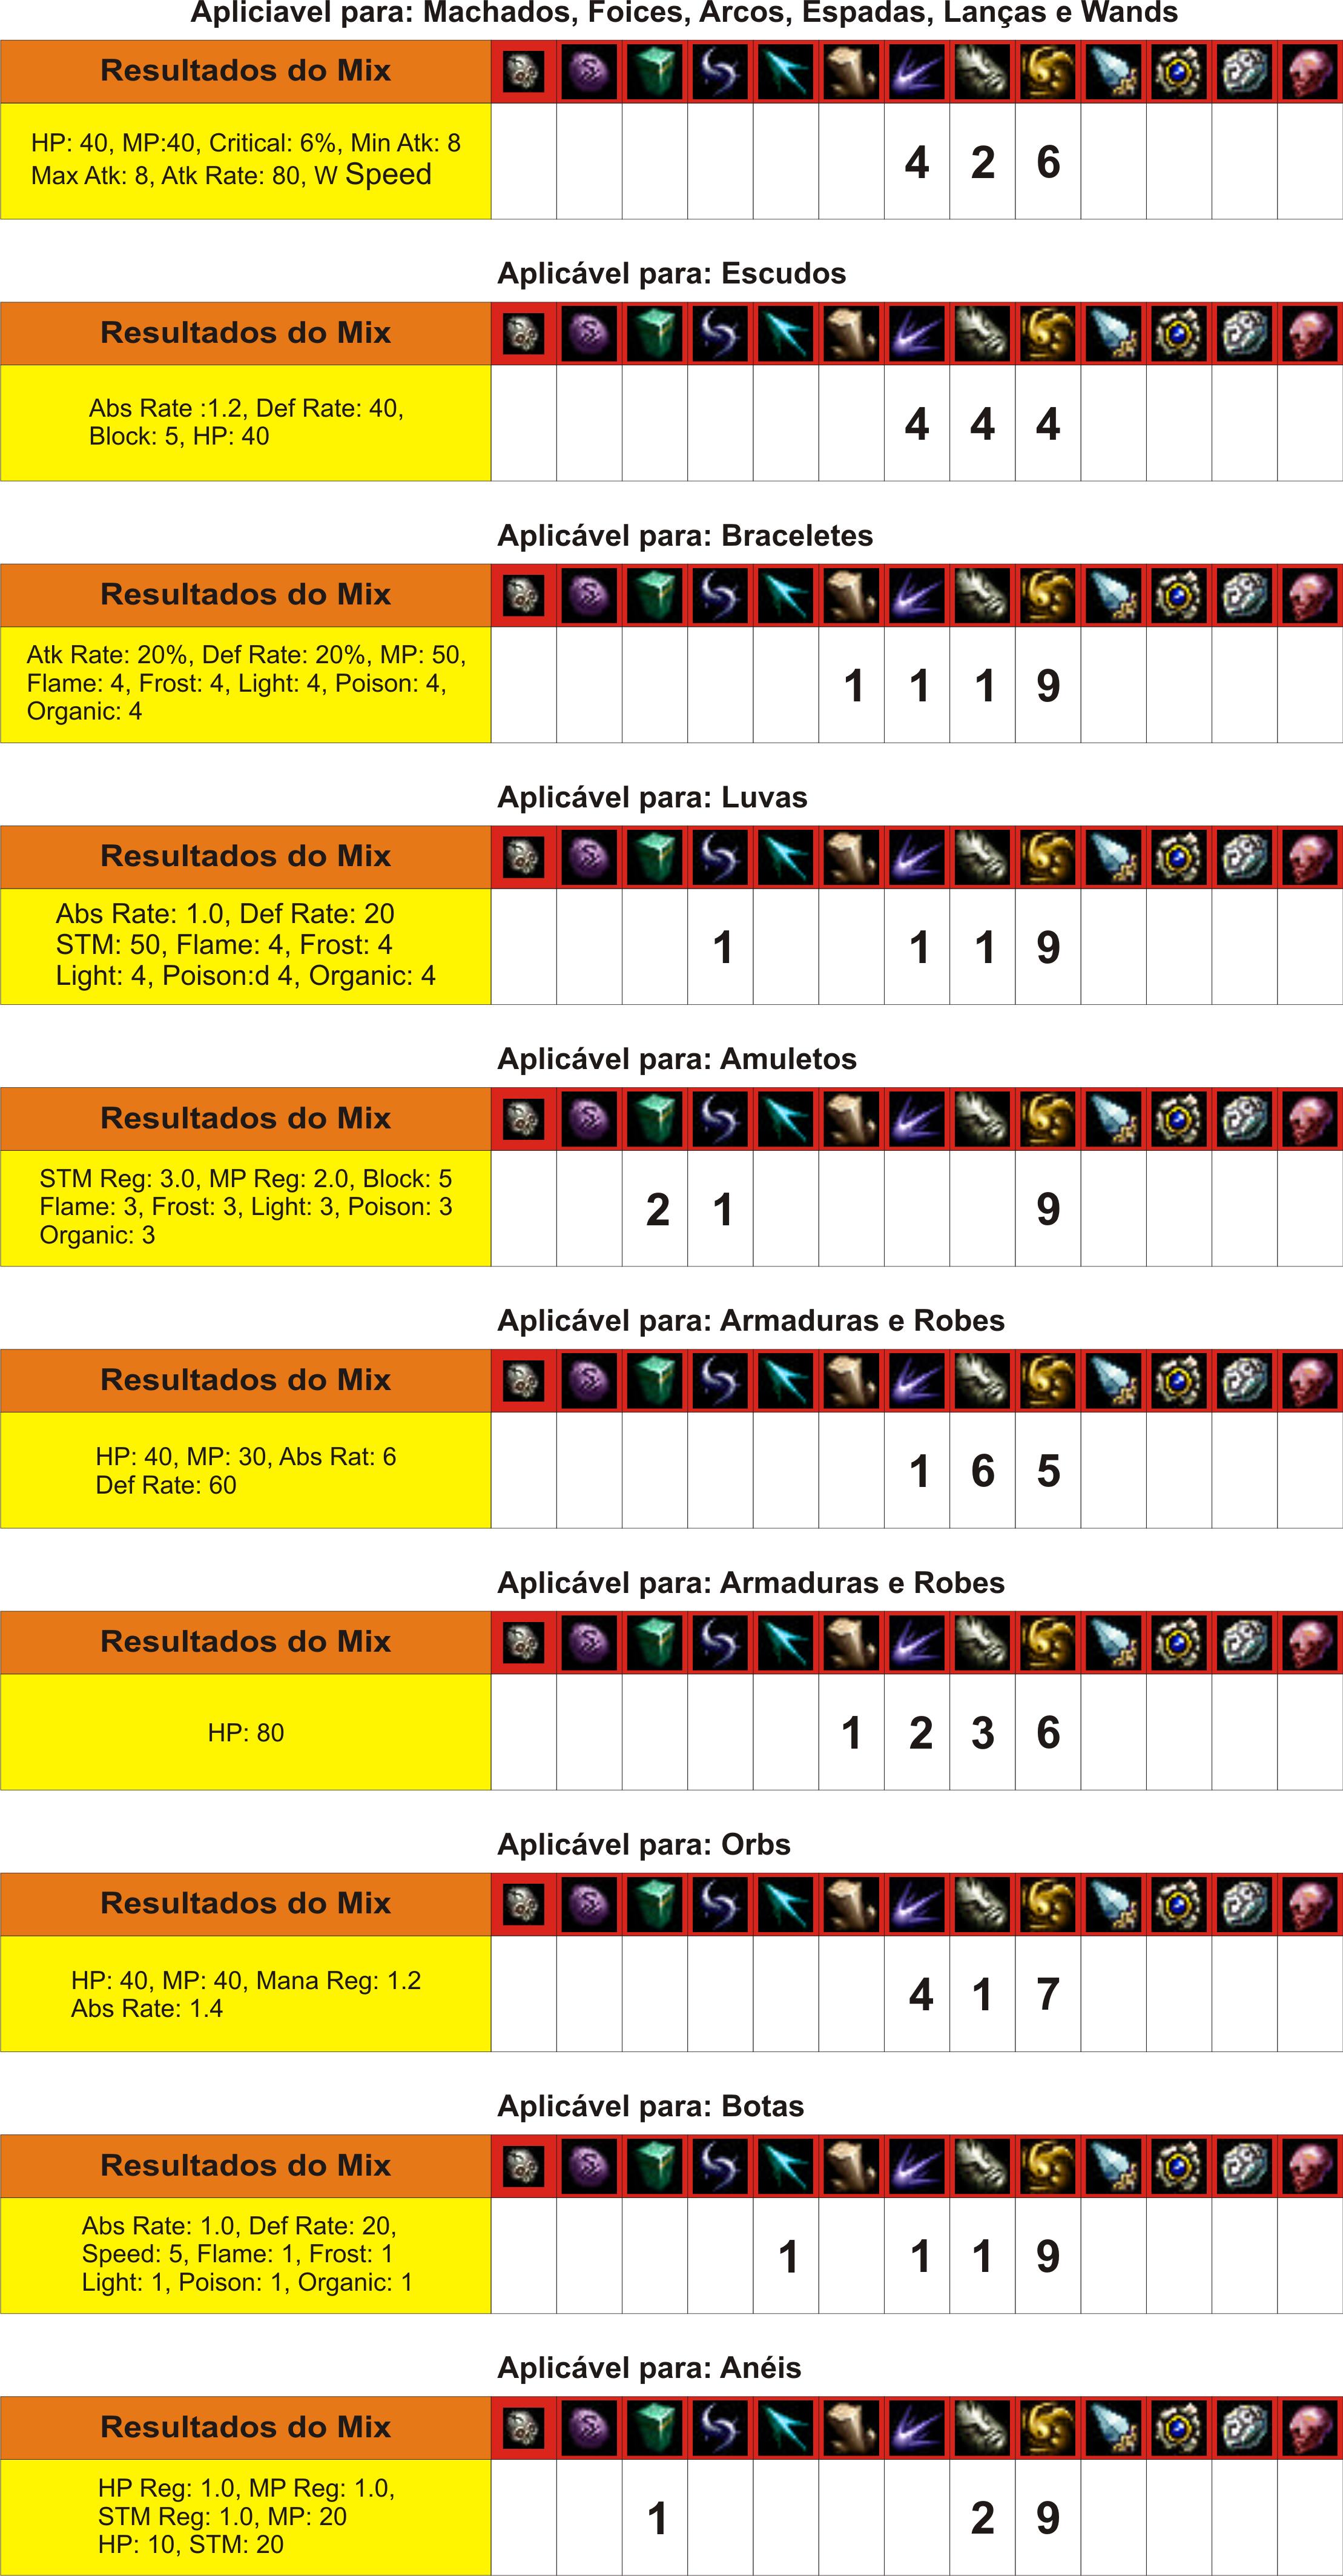 Apliciavel para: Machados, Foices, Arcos, Espadas, Lanças e Wands
Resultados do Mix
HP: 40, MP:40, Critical: 6%, Min Atk: 8
Max Atk: 8, Atk Rate: 80, W Speed
4 2 6
Aplicável para: Escudos
Resultados do Mix
Abs Rate :1.2, Def Rate: 40,
Block: 5, HP: 40
4 4 4
Aplicável para: Braceletes
Resultados do Mix
Atk Rate: 20%, Def Rate: 20%, MP: 50,
Flame: 4, Frost: 4, Light: 4, Poison: 4,
Organic: 4
1 1 1 9
Aplicável para: Luvas
Resultados do Mix
Abs Rate: 1.0, Def Rate: 20
STM: 50, Flame: 4, Frost: 4
Light: 4, Poison:d 4, Organic: 4
1 1 1 9
Aplicável para: Amuletos
Resultados do Mix
STM Reg: 3.0, MP Reg: 2.0, Block: 5
Flame: 3, Frost: 3, Light: 3, Poison: 3
Organic: 3
2 1 9
Aplicável para: Armaduras e Robes
Resultados do Mix
HP: 40, MP: 30, Abs Rat: 6
Def Rate: 60
1 6 5
Aplicável para: Armaduras e Robes
Resultados do Mix
HP: 80
1 2 3 6
Aplicável para: Orbs
Resultados do Mix
HP: 40, MP: 40, Mana Reg: 1.2
Abs Rate: 1.4
4 1 7
Aplicável para: Botas
Resultados do Mix
Abs Rate: 1.0, Def Rate: 20,
Speed: 5, Flame: 1, Frost: 1
Light: 1, Poison: 1, Organic: 1
1 1 1 9
Aplicável para: Anéis
Resultados do Mix
HP Reg: 1.0, MP Reg: 1.0,
STM Reg: 1.0, MP: 20
HP: 10, STM: 20
1 2 9